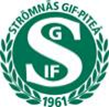 STRÖMNÄS GIF-PITEÅ
G
S
IF
1961